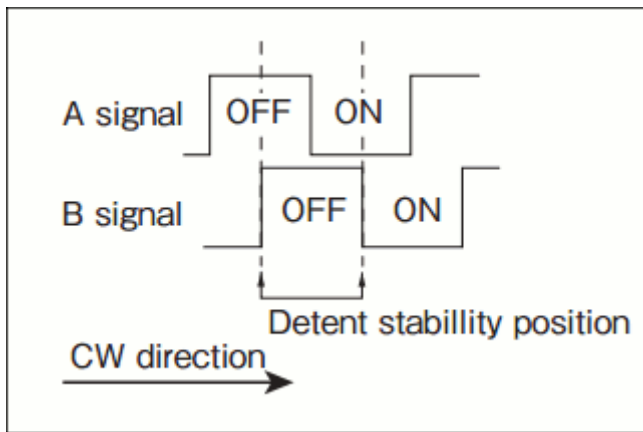 A signal OFF ON
B signal OFF ON
Detent stabillity position
CW direction